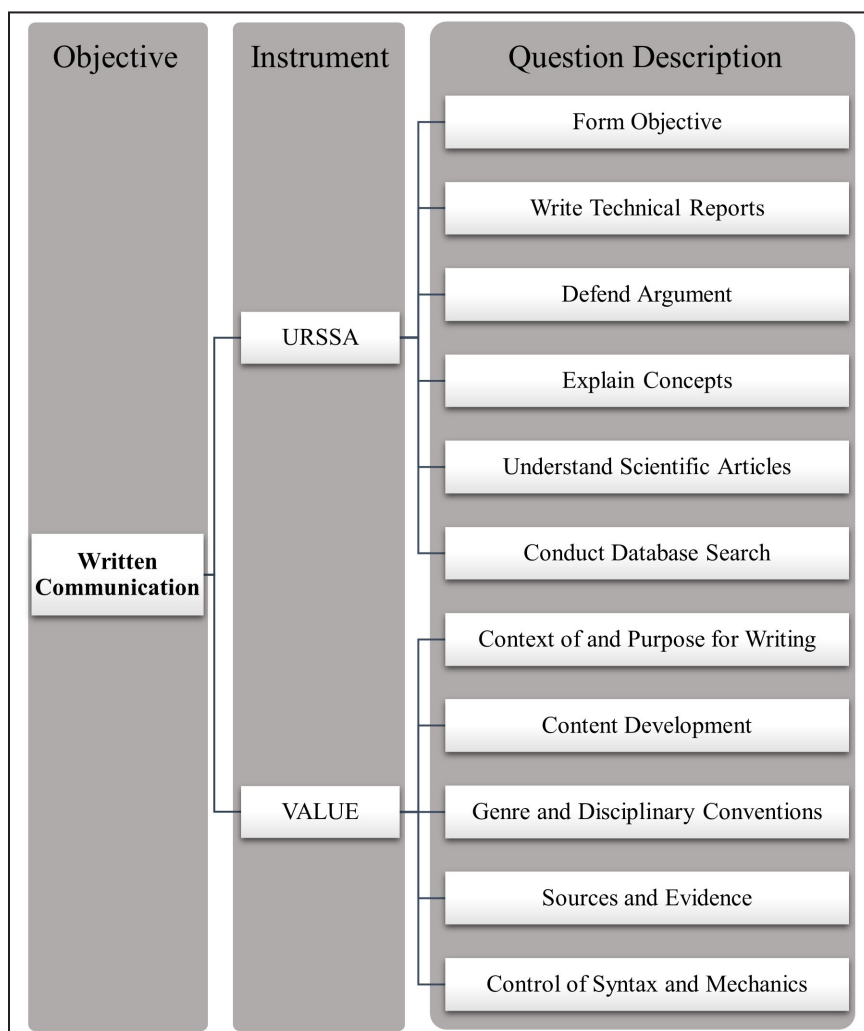 Objective
Instrument
Question Description
Form Objective
Write Technical Reports
Defend Argument
URSSA
Explain Concepts
Understand Scientific Articles
Conduct Database Search
Written
Communication
Context of and Purpose for Writing
Content Development
VALUE
Genre and Disciplinary Conventions
Sources and Evidence
Control of Syntax and Mechanics